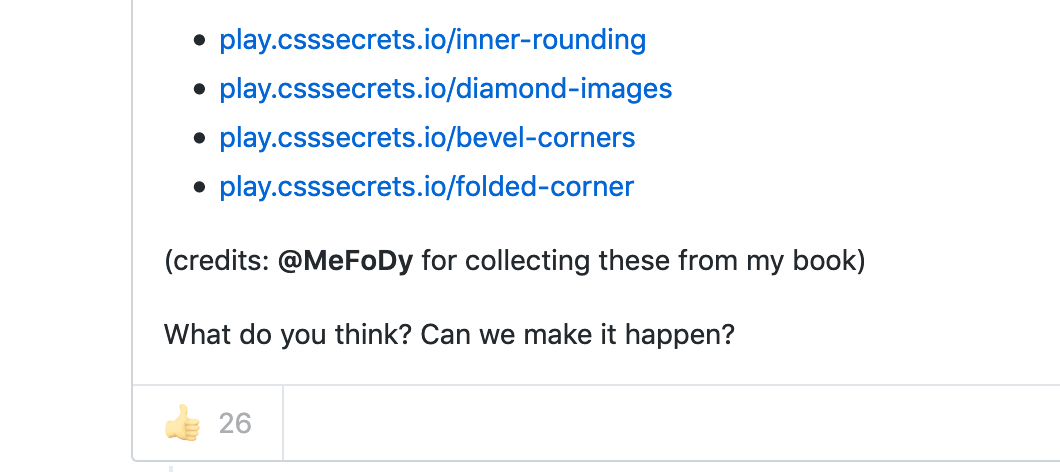 play.csssecrets.io/inner-rounding
play.csssecrets.io/diamond-images
play.csssecrets.io/bevel-corners
play.csssecrets.io/folded-corner
(credits: @MeFoDy for collecting these from my book)
What do you think? Can we make it happen?
26